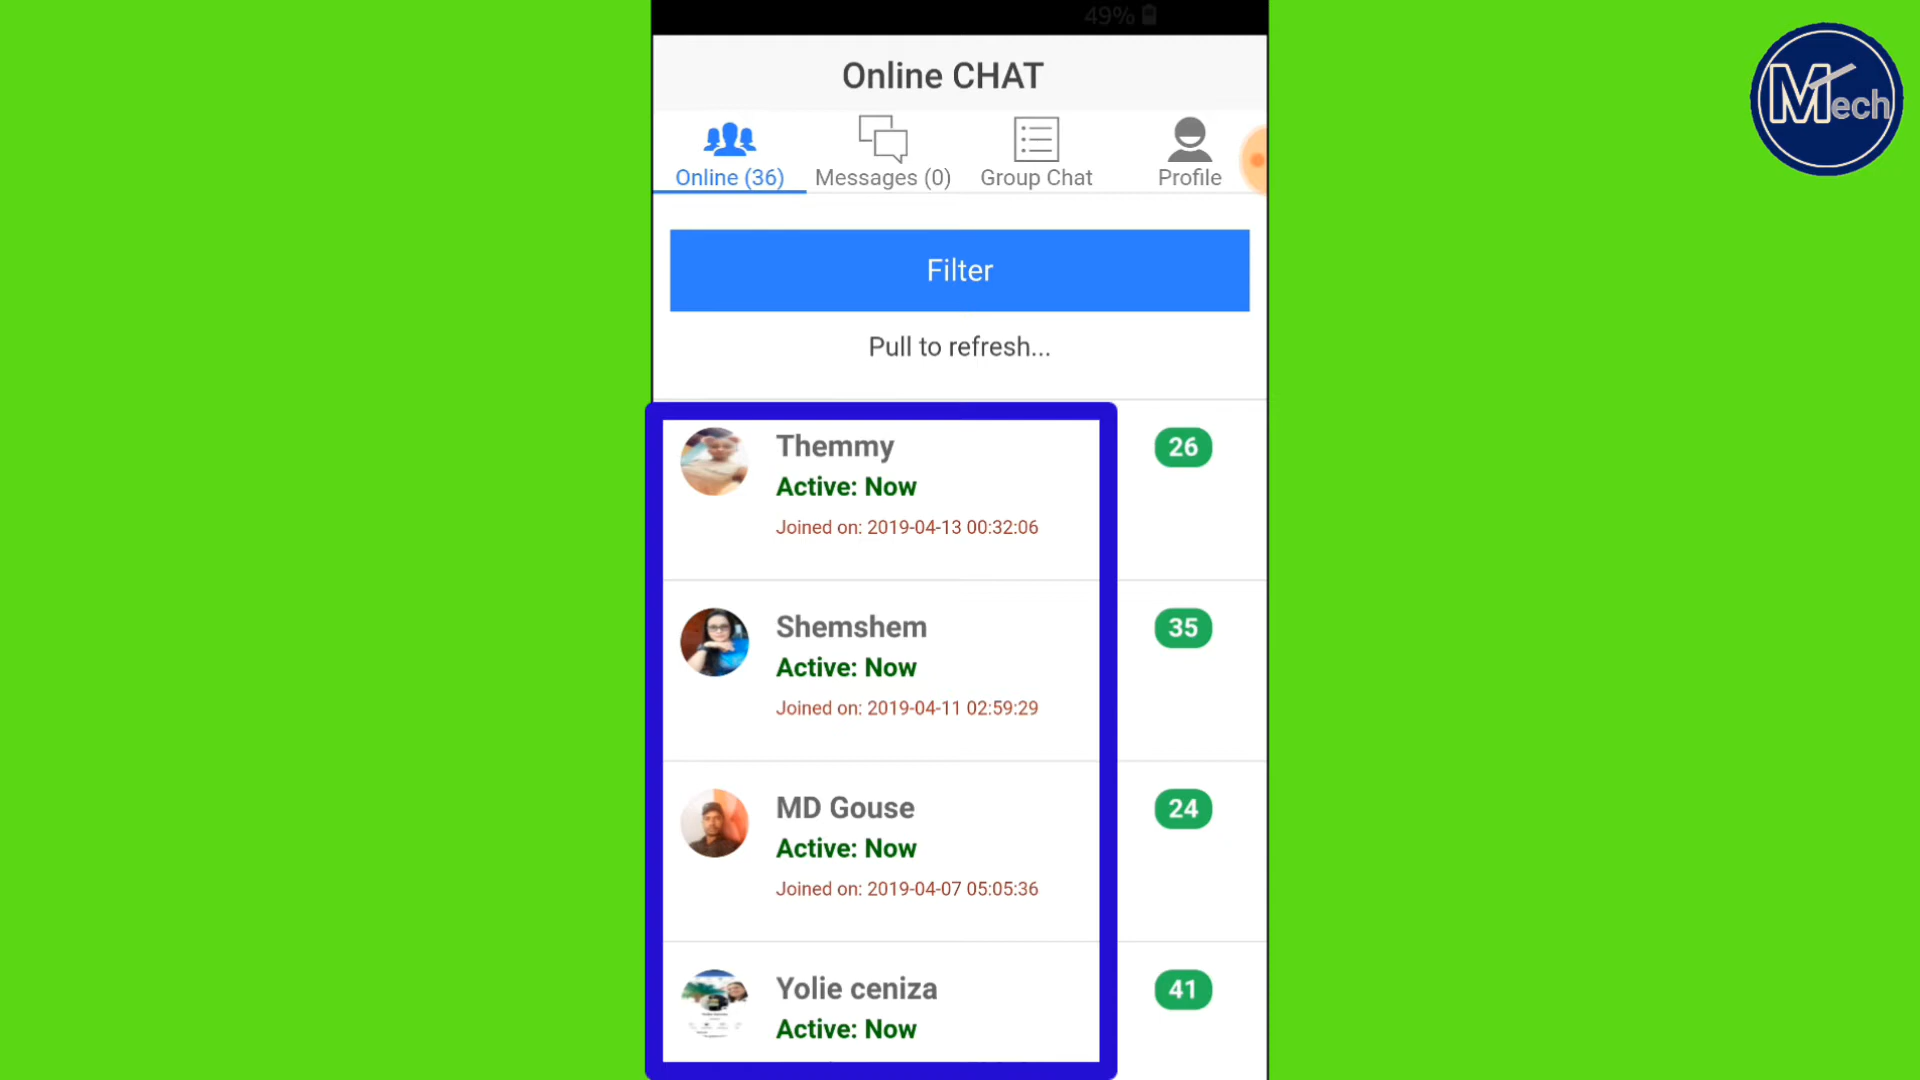 49%
Mech
Online CHAT
Online (36)
Messages (0)
Group Chat
Profile
Filter
Pull to refresh...
Themmy
26
Active: Now
Joined on: 2019-04-13 00:32:06
Shemshem
35
Active: Now
Joined on: 2019-04-11 02:59:29
MD Gouse
24
Active: Now
Joined on: 2019-04-07 05:05:36
Yolie ceniza
41
Active: Now